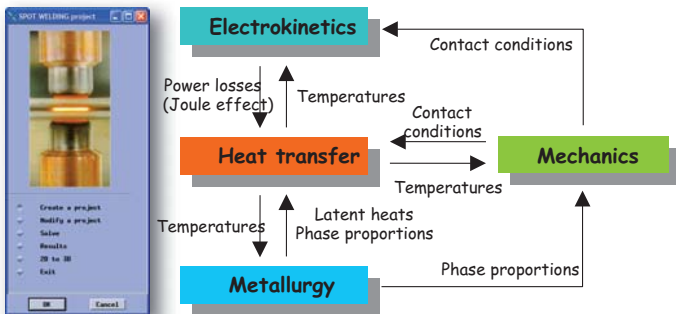 SPOT WELDING project
Create a project
Modify a project
Solve
Results
2D to 3D
Exit
OK
Cancel
Electrokinetics
Contact conditions
Power losses
(Joule effect)
Temperatures
Contact
conditions
Heat transfer
Mechanics
Temperatures
Temperatures
Latent heats
Phase proportions
Metallurgy
Phase proportions